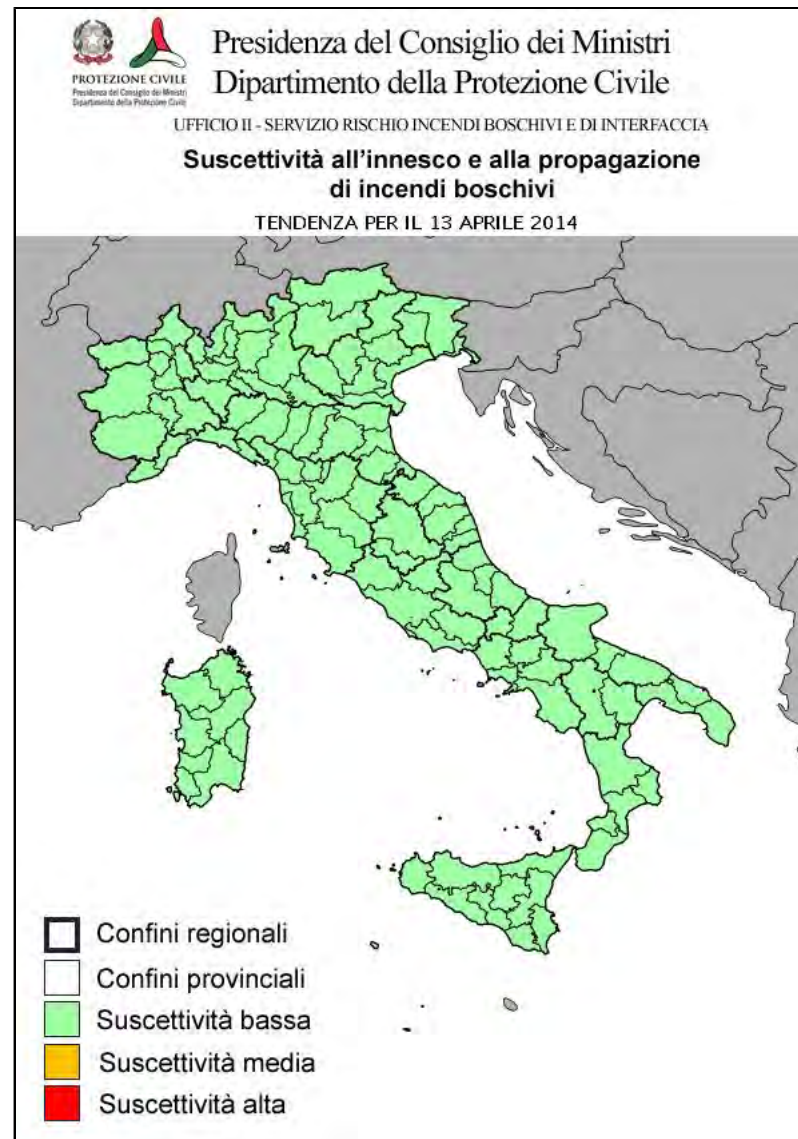 Presidenza del Consiglio dei Ministri
Dipartimento della Protezione Civile
PROTEZIONE CIVILE
Presidenza del Consiglio dei Ministri
Dipartimento della Protezione Civile
UFFICIO II - SERVIZIO RISCHIO INCENDI BOSCHIVI E DI INTERFACCIA
Suscettività all'innesco e alla propagazione
di incendi boschivi
TENDENZA PER IL 13 APRILE 2014
Confini regionali
Confini provinciali
Suscettività bassa
Suscettività media
Suscettività alta